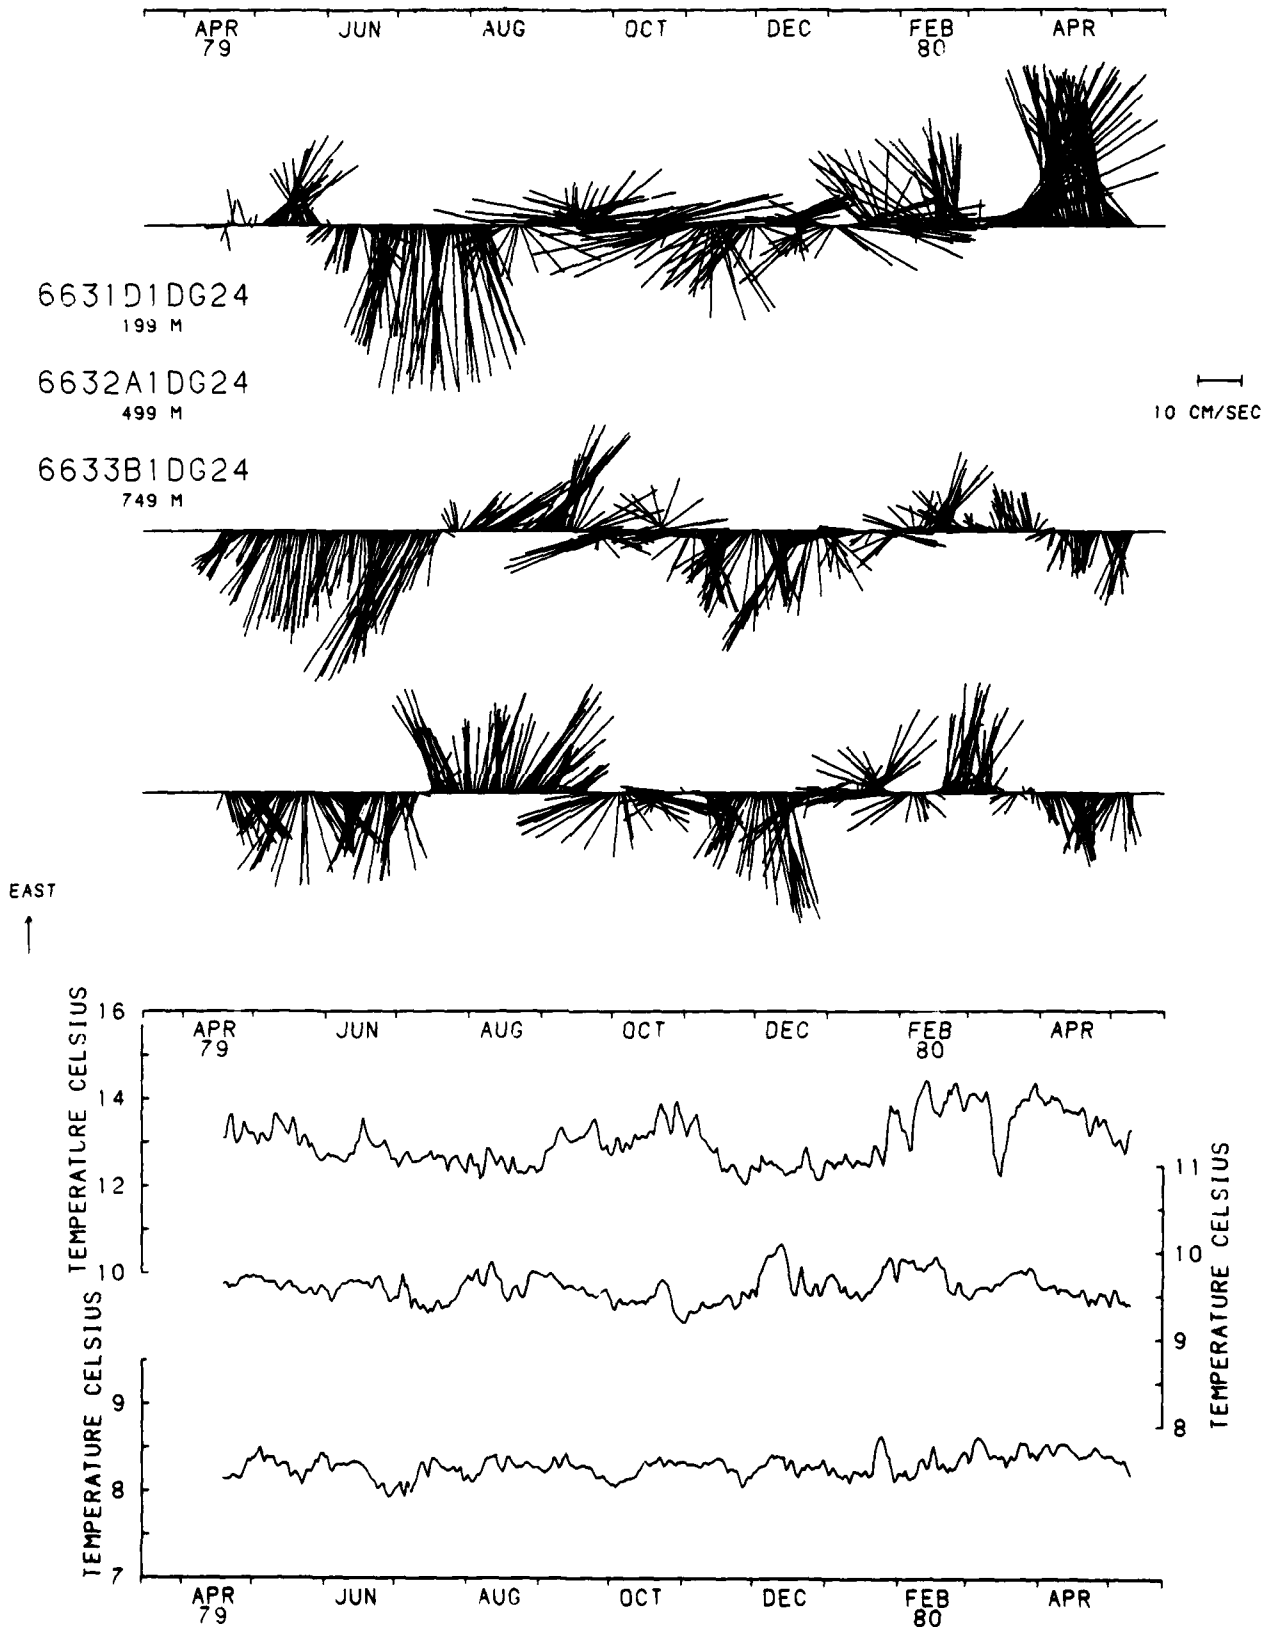 APR JUN AUG OCT DEC FEB APR
79 80
6631D1DG24
199 M
6632A1DG24
499 M
10 CM/SEC
6633B1DG24
749 M
EAST
APR JUN AUG OCT DEC FEB APR
79 80
TEMPERATURE CELSIUS
16
14
12
10
TEMPERATURE CELSIUS
11
10
9
8
TEMPERATURE CELSIUS
9
8
7
APR JUN AUG OCT DEC FEB APR
79 80